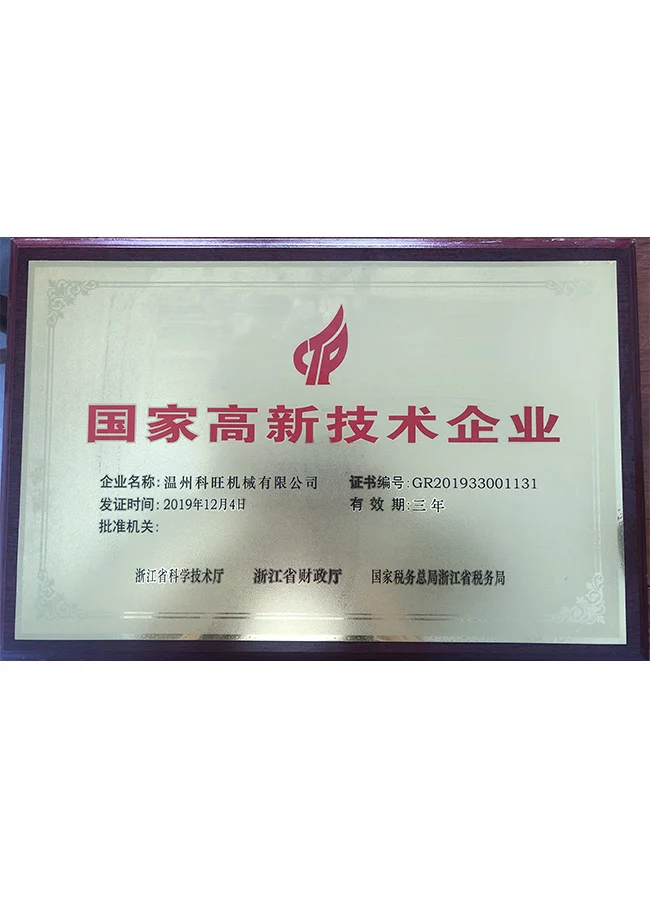 CTP
国家高新技术企业
企业名称:温州科旺机械有限公司 证书编号:GR201933001131
发证时间:2019年12月4日 有效期:三年
批准机关:
浙江省科学技术厅 浙江省财政厅 国家税务总局浙江省税务局